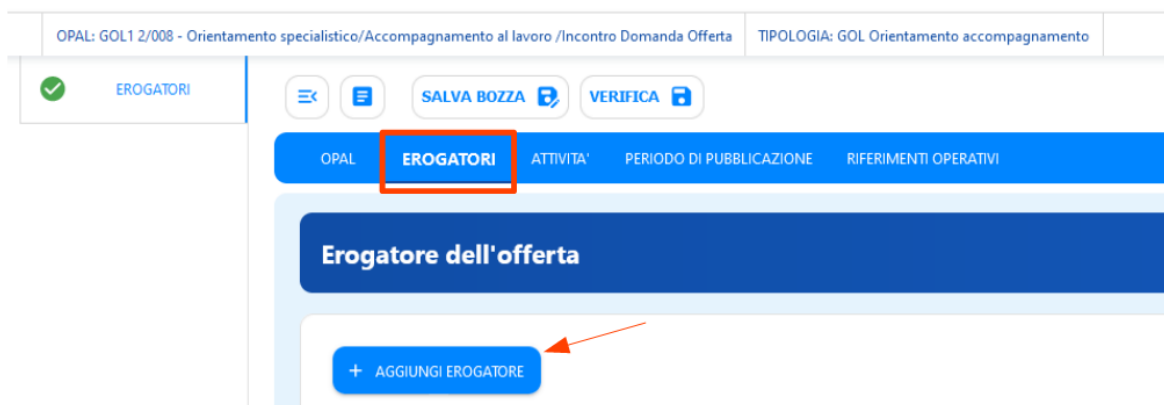 OPAL: GOL1 2/008 - Orientamento specialistico/Accompagnamento al lavoro /Incontro Domanda Offerta
TIPOLOGIA: GOL Orientamento accompagnamento
EROGATORI
SALVA BOZZA
VERIFICA
OPAL
EROGATORI
ATTIVITA'
PERIODO DI PUBBLICAZIONE
RIFERIMENTI OPERATIVI
Erogatore dell'offerta
+ AGGIUNGI EROGATORE